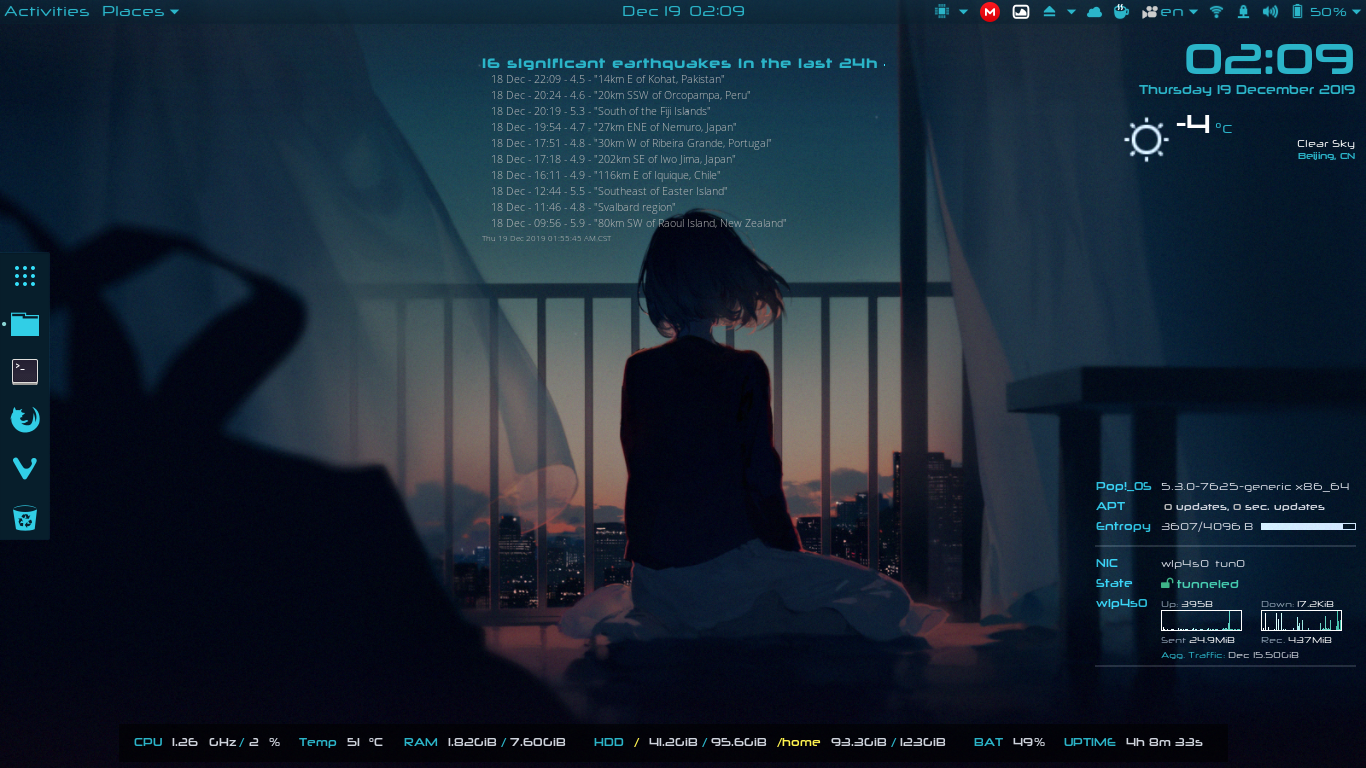 Activities Places Dec 19 02:09 en 50%
02:09
Thursday 19 December 2019
-4 °C
Clear Sky
Beijing, CN
16 significant earthquakes in the last 24h
18 Dec - 22:09 - 4.5 - "14km E of Kohat, Pakistan"
18 Dec - 20:24 - 4.6 - "20km SSW of Orcopampa, Peru"
18 Dec - 20:19 - 5.3 - "South of the Fiji Islands"
18 Dec - 19:54 - 4.7 - "27km ENE of Nemuro, Japan"
18 Dec - 17:51 - 4.8 - "30km W of Ribeira Grande, Portugal"
18 Dec - 17:18 - 4.9 - "202km SE of Iwo Jima, Japan"
18 Dec - 16:11 - 4.9 - "116km E of Iquique, Chile"
18 Dec - 12:44 - 5.5 - "Southeast of Easter Island"
18 Dec - 11:46 - 4.8 - "Svalbard region"
18 Dec - 09:56 - 5.9 - "80km SW of Raoul Island, New Zealand"
Thu 19 Dec 2019 01:55:45 AM CST
Pop!_OS 5.3.0-7625-generic x86_64
APT 0 updates, 0 sec. updates
Entropy 3607/4096 B
NIC wlp4s0 tun0
State tunneled
wlp4s0 Up: 395B Down: 17.2KiB
Sent 24.9MiB Rec. 437MiB
Agg. Traffic: Dec 15.50GiB
CPU 1.26 GHz / 2 % Temp 51 °C RAM 1.82GiB / 7.60GiB HDD / 41.2GiB / 95.6GiB /home 93.3GiB / 123GiB BAT 49% UPTIME 4h 8m 33s